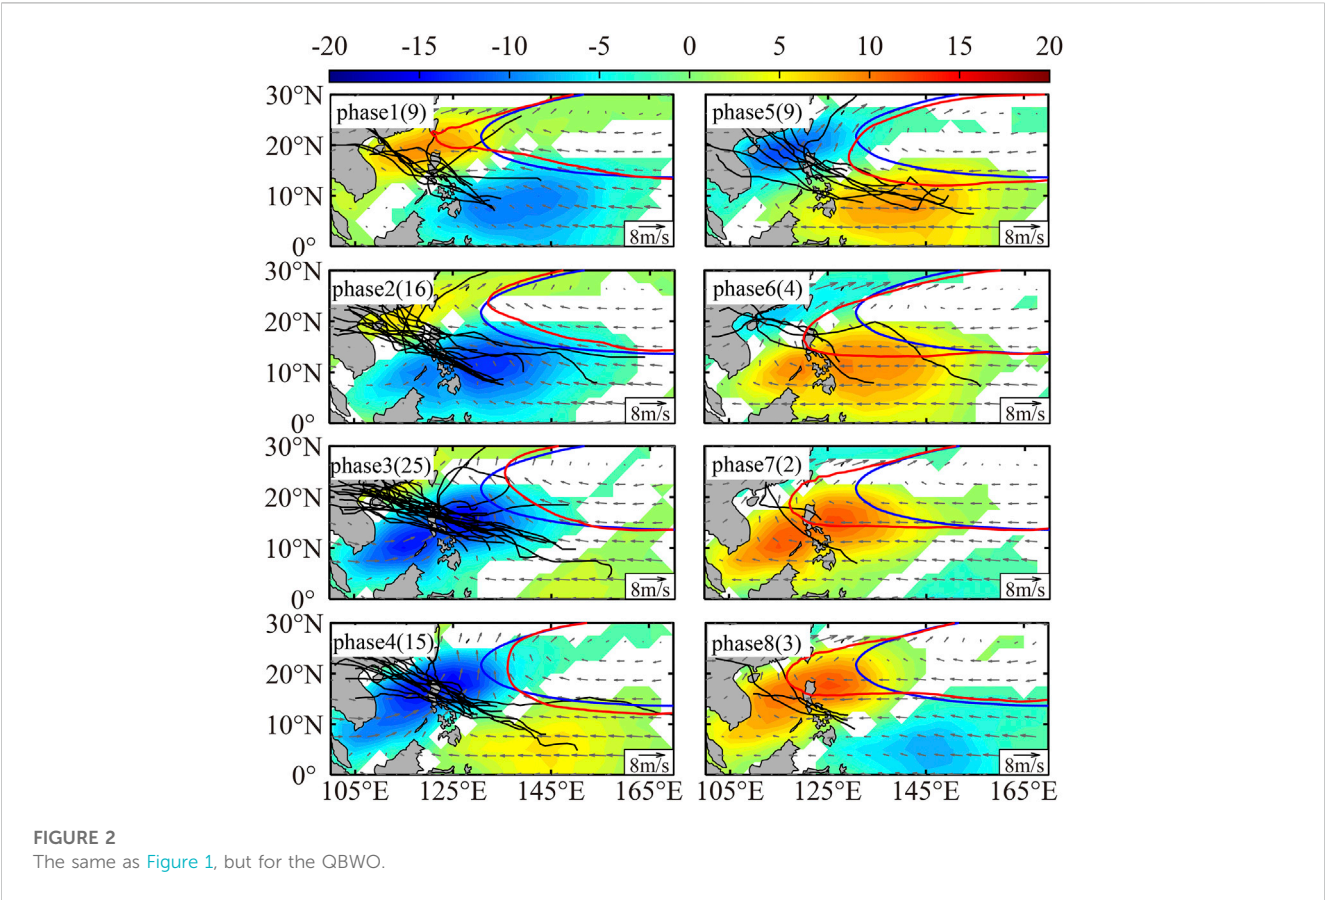 -20 -15 -10 -5 0 5 10 15 20
30°N phase1(9) phase5(9)
20°N
10°N
0° 8m/s 8m/s
30°N phase2(16) phase6(4)
20°N
10°N
0° 8m/s 8m/s
30°N phase3(25) phase7(2)
20°N
10°N
0° 8m/s 8m/s
30°N phase4(15) phase8(3)
20°N
10°N
0° 8m/s 8m/s
105°E 125°E 145°E 165°E 105°E 125°E 145°E 165°E
FIGURE 2
The same as Figure 1, but for the QBWO.